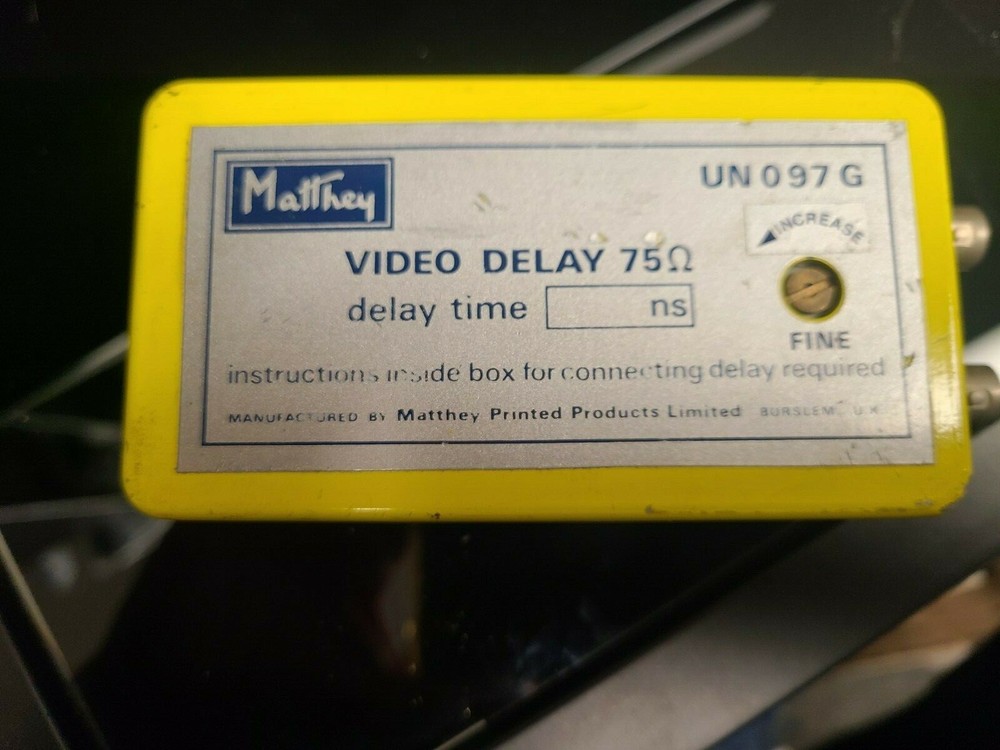 Matthey
UN 097 G
INCREASE
VIDEO DELAY 75Ω
delay time ns
FINE
instructions inside box for connecting delay required
MANUFACTURED BY Matthey Printed Products Limited BURSLEM, U.K.